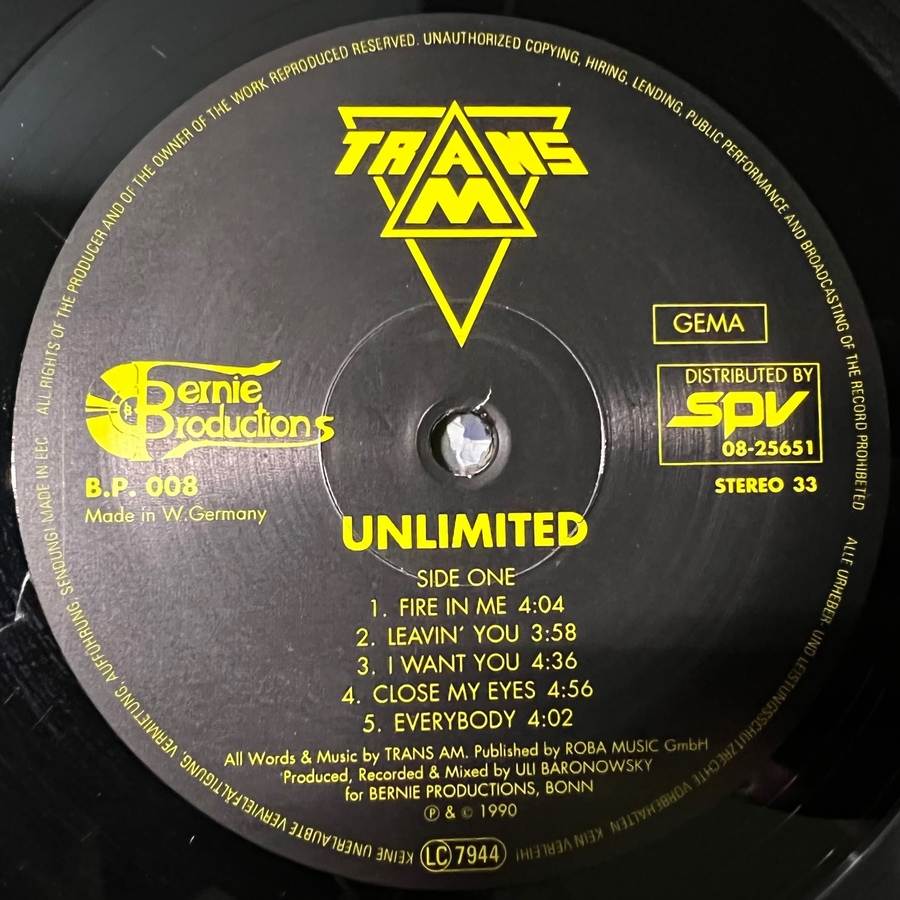 TRANS
AM
GEMA
DISTRIBUTED BY
SPV
08-25651
STEREO 33
Bernie
Productions
B
B.P. 008
Made in W.Germany
UNLIMITED
SIDE ONE
1. FIRE IN ME 4:04
2. LEAVIN' YOU 3:58
3. I WANT YOU 4:36
4. CLOSE MY EYES 4:56
5. EVERYBODY 4:02
All Words & Music by TRANS AM. Published by ROBA MUSIC GmbH
Produced, Recorded & Mixed by ULI BARONOWSKY
for BERNIE PRODUCTIONS, BONN
℗ & © 1990
LC 7944
ALL RIGHTS OF THE PRODUCER AND OF THE OWNER OF THE WORK REPRODUCED RESERVED. UNAUTHORIZED COPYING, HIRING, LENDING, PUBLIC PERFORMANCE AND BROADCASTING OF THE RECORD PROHIBETED
ALLE URHEBER- UND LEISTUNGSSCHUTZRECHTE VORBEHALTEN KEIN VERLEIH!
KEINE UNERLAUBTE VERVIELFÄLTIGUNG, VERMIETUNG, AUFFÜHRUNG, SENDUNG! MADE IN EEC